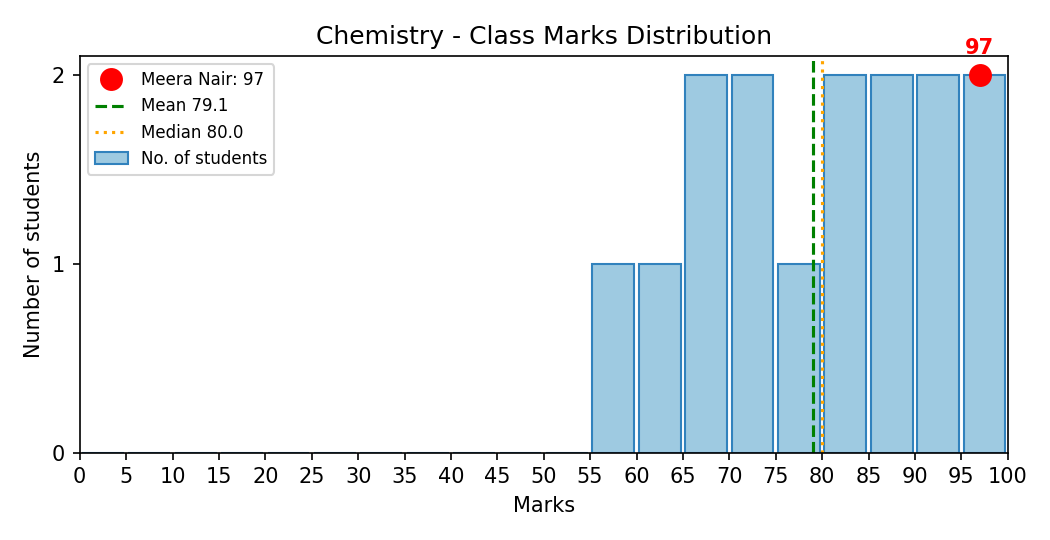 Chemistry - Class Marks Distribution
97
Meera Nair: 97
Mean 79.1
Median 80.0
No. of students
Number of students
2
1
0
0 5 10 15 20 25 30 35 40 45 50 55 60 65 70 75 80 85 90 95 100
Marks